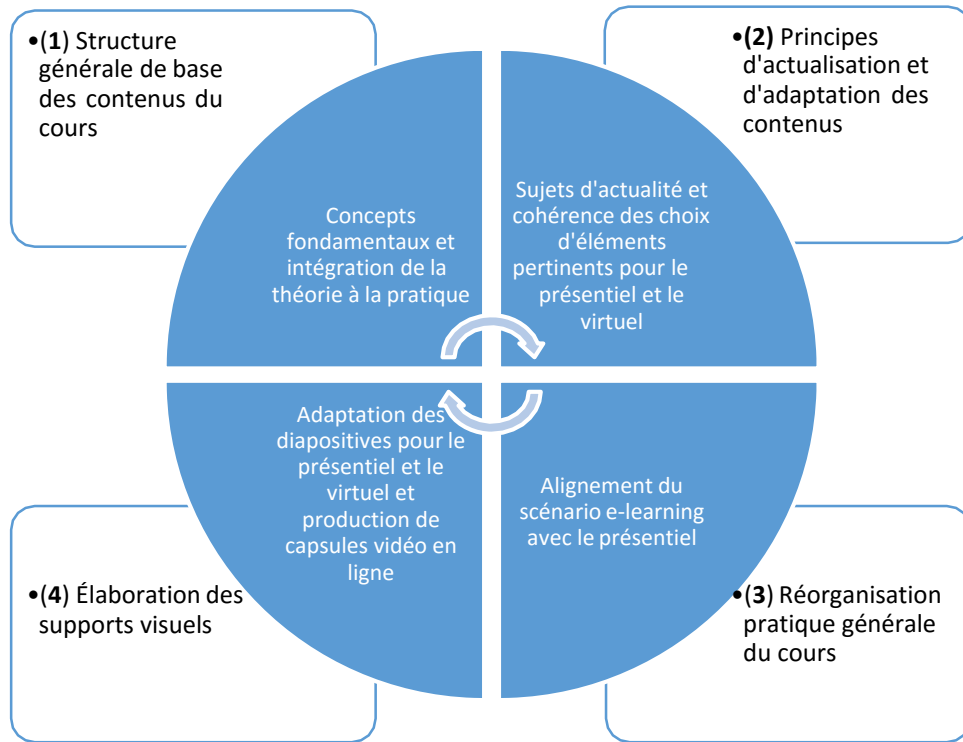 •(1) Structure
générale de base
des contenus du
cours
•(2) Principes
d'actualisation et
d'adaptation des
contenus
Concepts
fondamentaux et
intégration de la
théorie à la pratique
Sujets d'actualité et
cohérence des choix
d'éléments
pertinents pour le
présentiel et le
virtuel
Adaptation des
diapositives pour le
présentiel et le
virtuel et
production de
capsules vidéo en
ligne
Alignement du
scénario e-learning
avec le présentiel
•(4) Élaboration des
supports visuels
•(3) Réorganisation
pratique générale
du cours